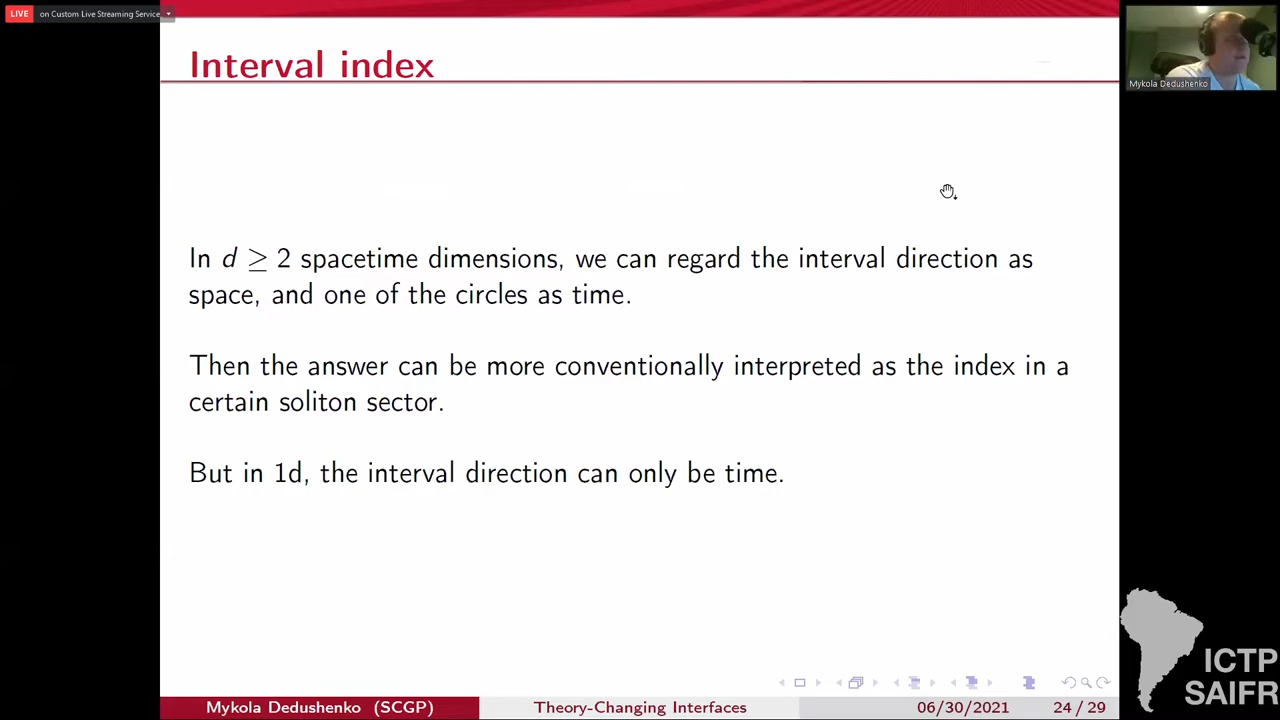 LIVE on Custom Live Streaming Service
Interval index
Mykola Dedushenko
In d ≥ 2 spacetime dimensions, we can regard the interval direction as
space, and one of the circles as time.
Then the answer can be more conventionally interpreted as the index in a
certain soliton sector.
But in 1d, the interval direction can only be time.
ICTP
SAIFR
Mykola Dedushenko (SCGP) Theory-Changing Interfaces 06/30/2021 24 / 29